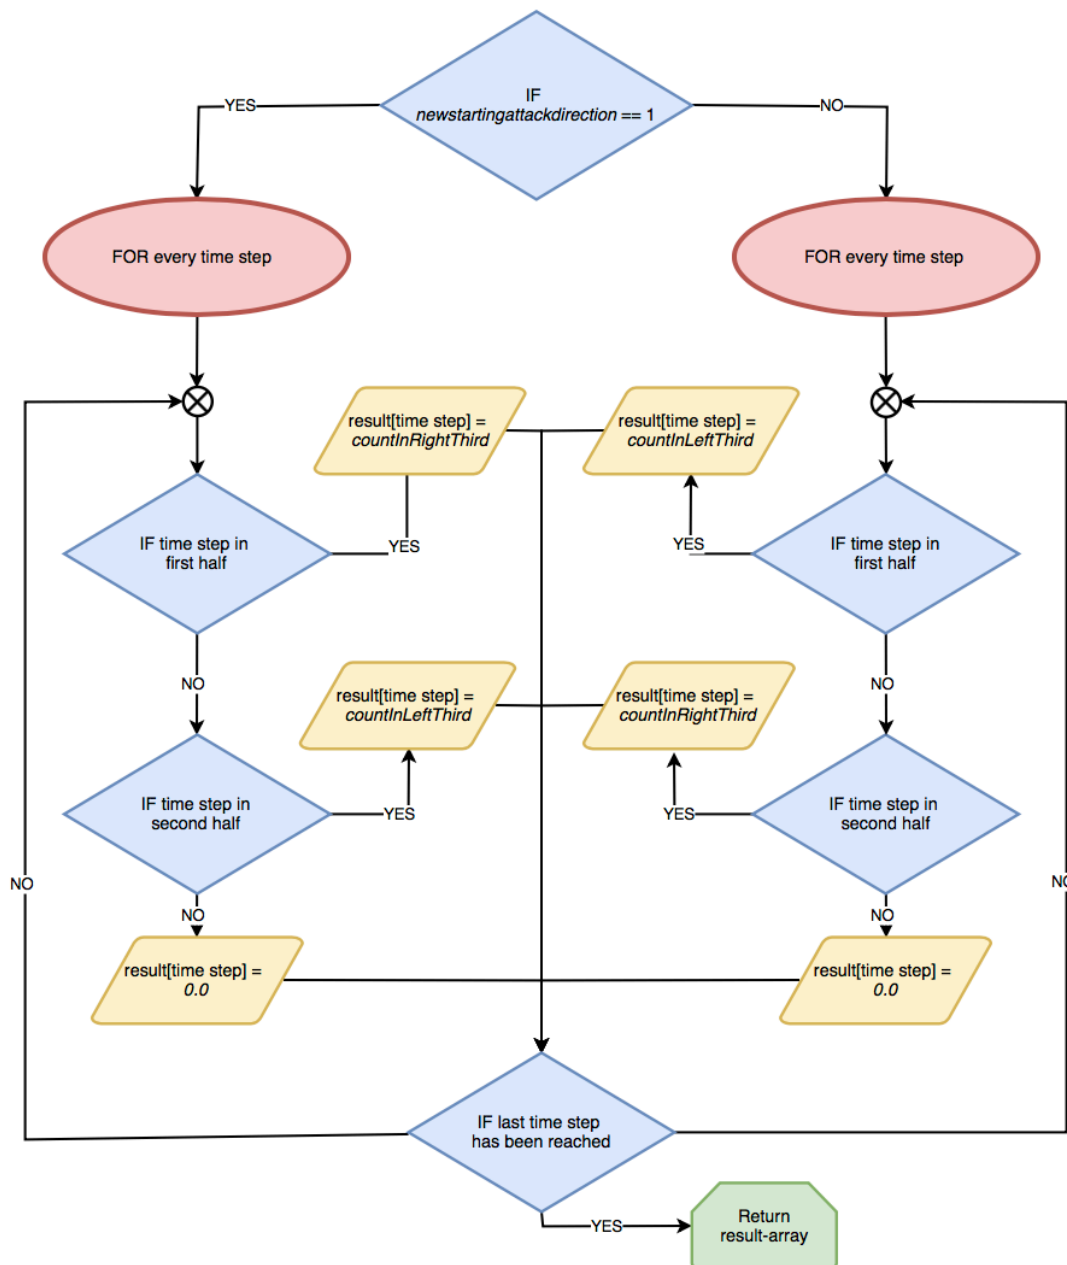 IF
newstartingattackdirection == 1
YES
NO
FOR every time step
FOR every time step
result[time step] =
countInRightThird
result[time step] =
countInLeftThird
IF time step in
first half
YES
YES
IF time step in
first half
NO
NO
result[time step] =
countInLeftThird
result[time step] =
countInRightThird
IF time step in
second half
YES
YES
IF time step in
second half
NO
NO
NO
NO
result[time step] =
0.0
result[time step] =
0.0
IF last time step
has been reached
YES
Return
result-array